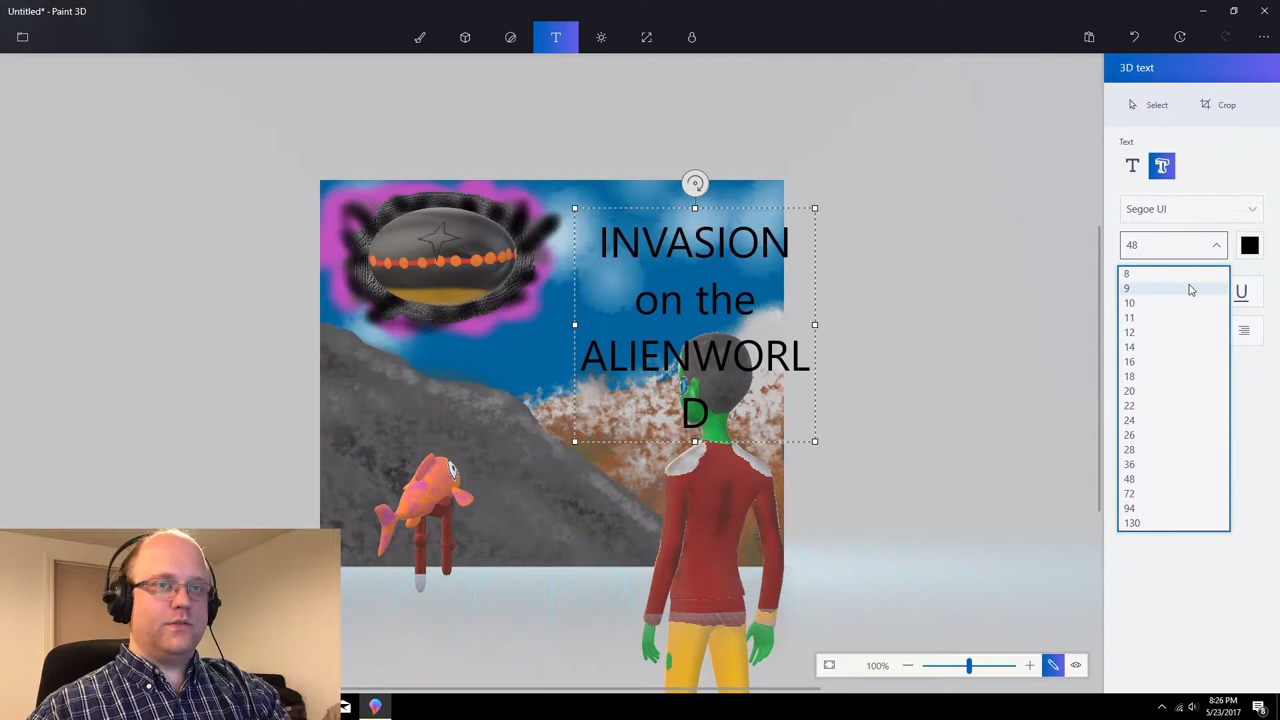 Untitled* - Paint 3D
T
3D text
Select
Crop
Text
T
T
Segoe UI
48
8
9
10
11
12
14
16
18
20
22
24
26
28
36
48
72
94
130
U
INVASION
on the
ALIENWORL
D
100%
8:26 PM
5/23/2017
8